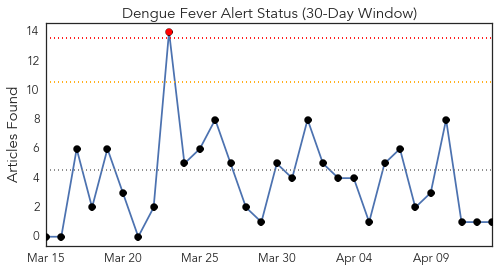 Dengue Fever Alert Status (30-Day Window)
Articles Found
14
12
10
8
6
4
2
0
Mar 15
Mar 20
Mar 25
Mar 30
Apr 04
Apr 09